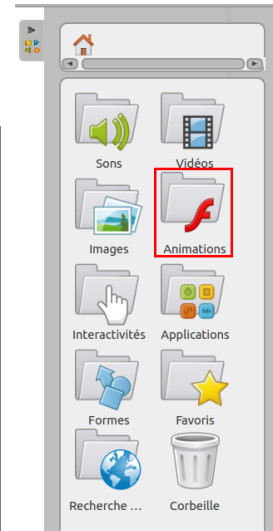 Sons Vidéos
Images Animations
Interactivités Applications
Formes Favoris
Recherche ... Corbeille